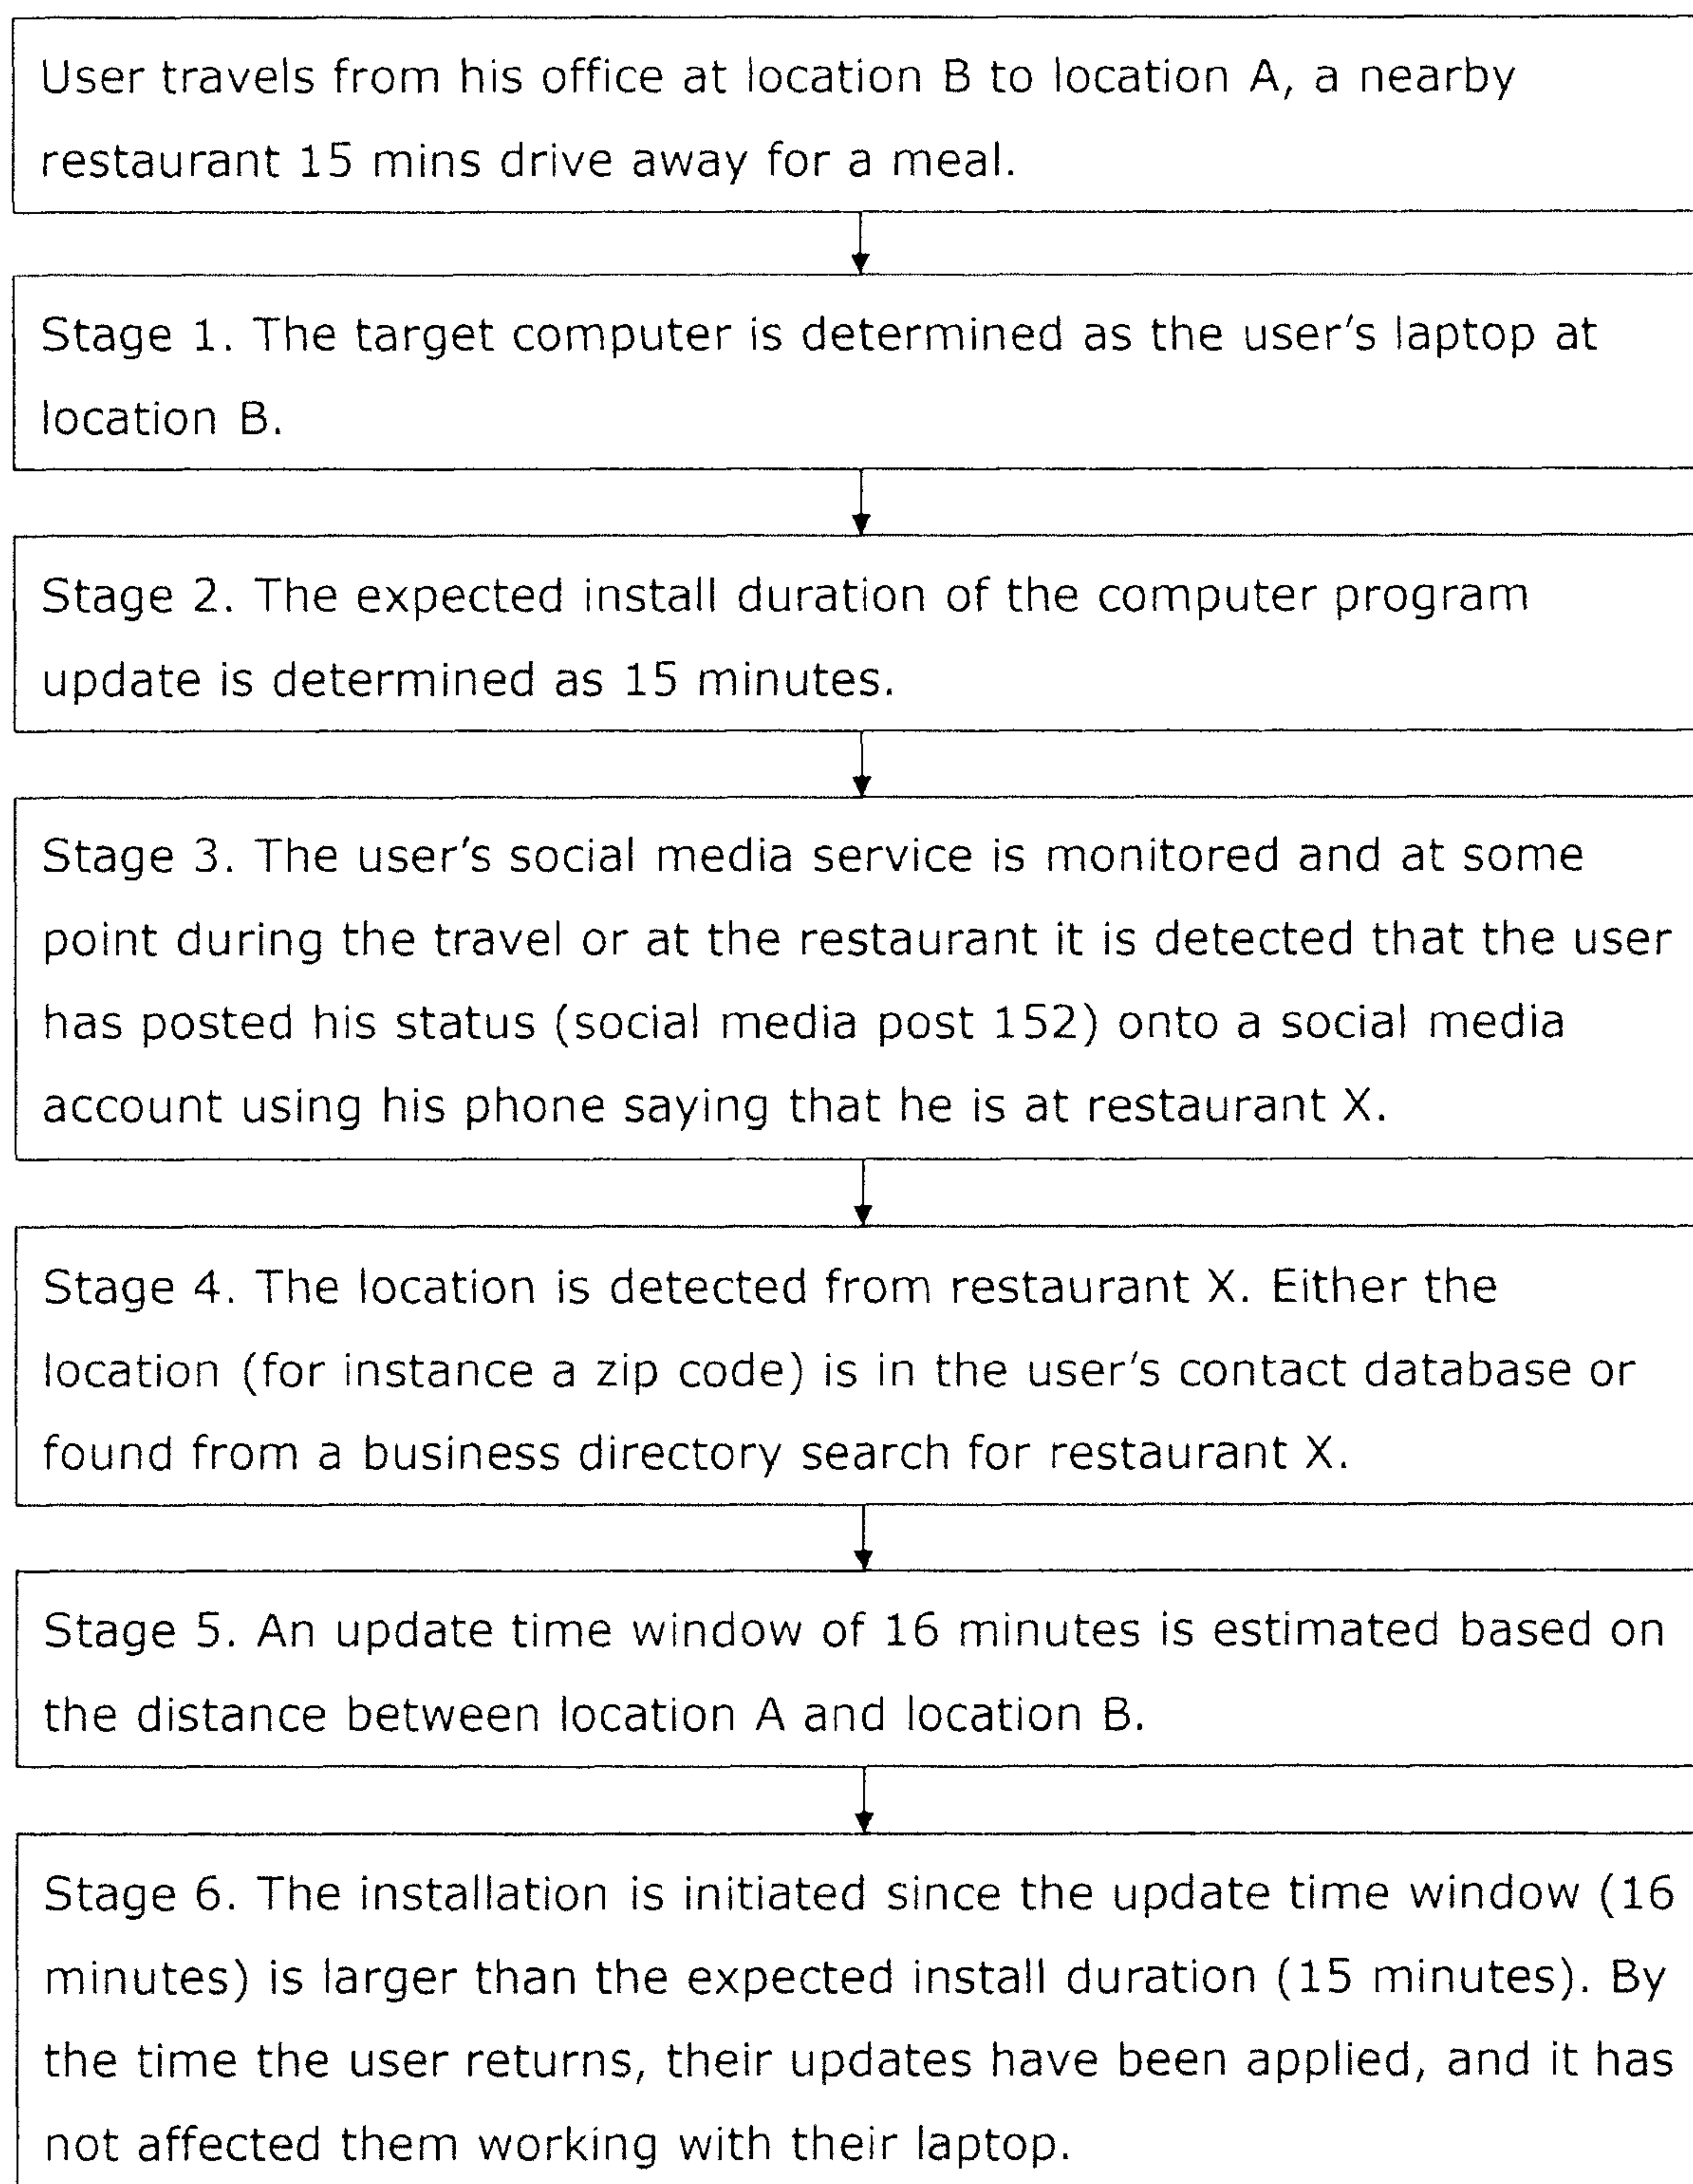 User travels from his office at location B to location A, a nearby
restaurant 15 mins drive away for a meal.
Stage 1. The target computer is determined as the user's laptop at
location B.
Stage 2. The expected install duration of the computer program
update is determined as 15 minutes.
Stage 3. The user's social media service is monitored and at some
point during the travel or at the restaurant it is detected that the user
has posted his status (social media post 152) onto a social media
account using his phone saying that he is at restaurant X.
Stage 4. The location is detected from restaurant X. Either the
location (for instance a zip code) is in the user's contact database or
found from a business directory search for restaurant X.
Stage 5. An update time window of 16 minutes is estimated based on
the distance between location A and location B.
Stage 6. The installation is initiated since the update time window (16
minutes) is larger than the expected install duration (15 minutes). By
the time the user returns, their updates have been applied, and it has
not affected them working with their laptop.